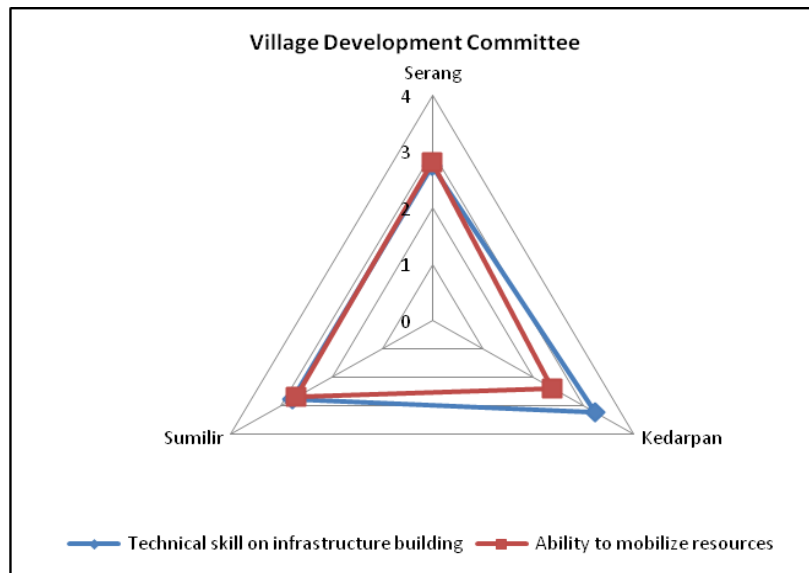 Village Development Committee
Serang
4
3
2
1
0
Sumilir
Kedarpan
Technical skill on infrastructure building
Ability to mobilize resources